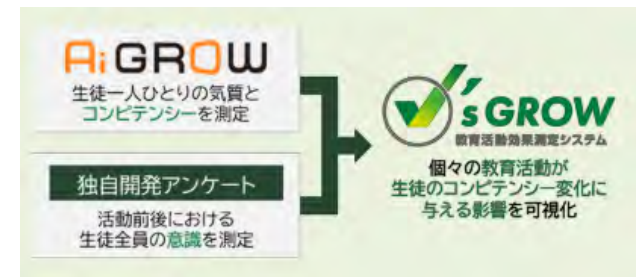 Ai GROW
生徒一人ひとりの気質と
コンピテンシーを測定
独自開発アンケート
活動前後における
生徒全員の意識を測定
V'sGROW
教育活動効果測定システム
個々の教育活動が
生徒のコンピテンシー変化に
与える影響を可視化